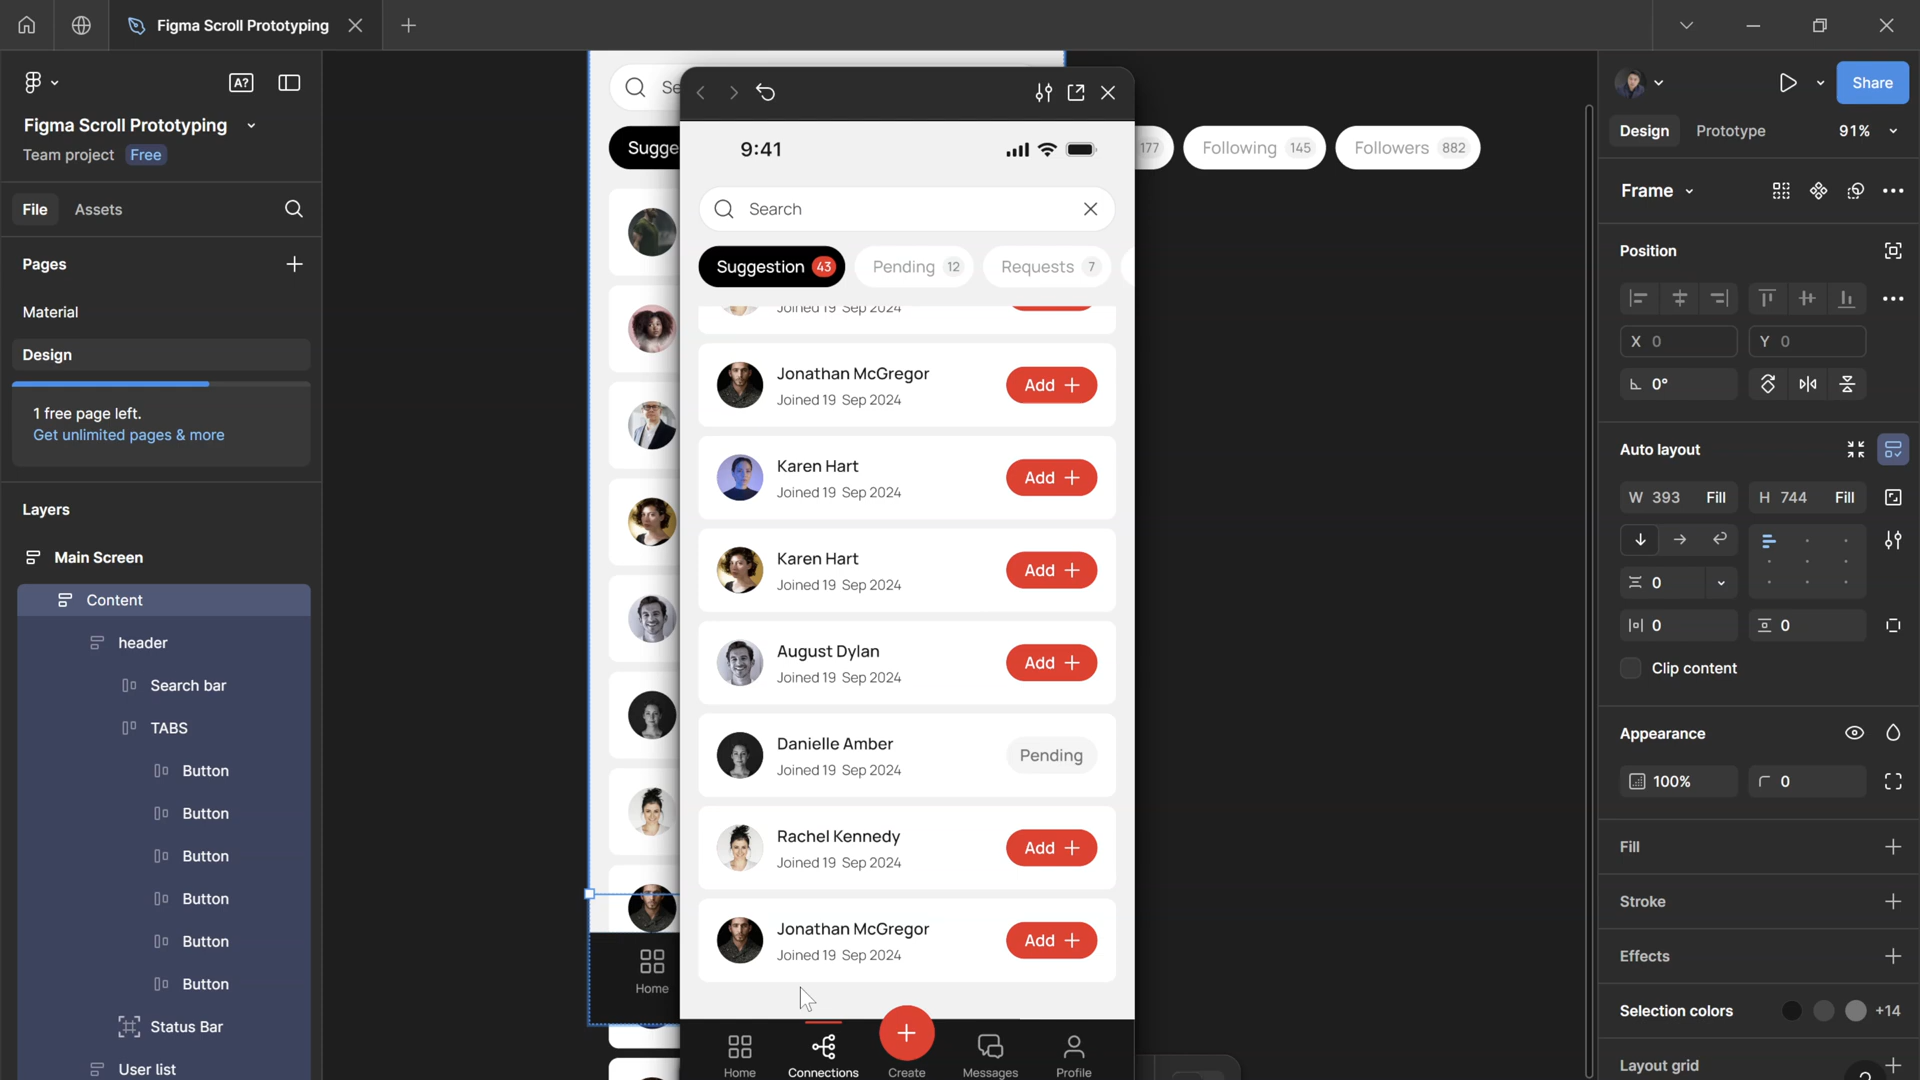 Figma Scroll Prototyping
A?
Figma Scroll Prototyping
Team project Free
File Assets
Pages
Material
Design
1 free page left.
Get unlimited pages & more
Layers
Main Screen
Content
header
Search bar
TABS
Button
Button
Button
Button
Button
Button
Status Bar
User list
Se
Sugge
177
Following 145
Followers 882
Home
9:41
Search
Suggestion 43
Pending 12
Requests 7
Joined 19 Sep 2024
Jonathan McGregor
Joined 19 Sep 2024
Add +
Karen Hart
Joined 19 Sep 2024
Add +
Karen Hart
Joined 19 Sep 2024
Add +
August Dylan
Joined 19 Sep 2024
Add +
Danielle Amber
Joined 19 Sep 2024
Pending
Rachel Kennedy
Joined 19 Sep 2024
Add +
Jonathan McGregor
Joined 19 Sep 2024
Add +
Home
Connections
Create
Messages
Profile
Share
Design Prototype 91%
Frame
Position
X 0 Y 0
0°
Auto layout
W 393 Fill H 744 Fill
0
0 0
Clip content
Appearance
100% 0
Fill
Stroke
Effects
Selection colors +14
Layout grid